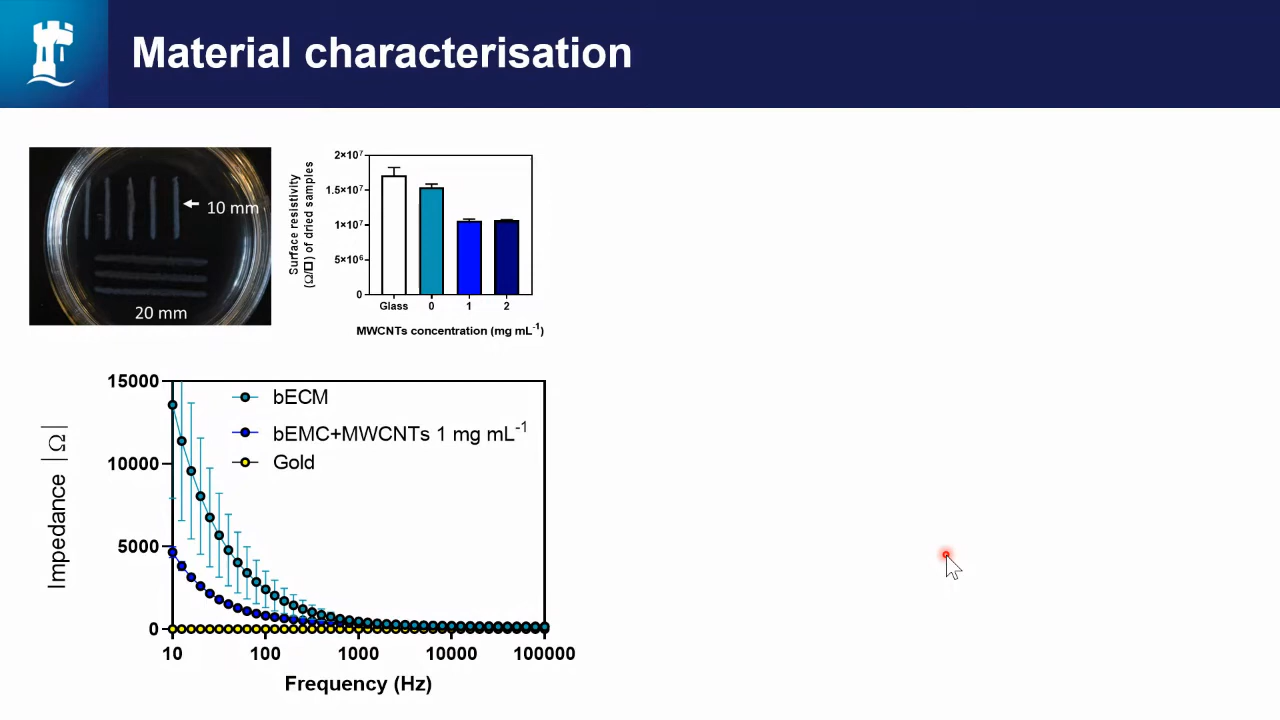 Material characterisation
10 mm
20 mm
Surface resistivity
(Ω/□) of dried samples
2×10⁷
1.5×10⁷
1×10⁷
5×10⁶
0
Glass 0 1 2
MWCNTs concentration (mg mL⁻¹)
Impedance |Ω|
15000
10000
5000
0
bECM
bEMC+MWCNTs 1 mg mL⁻¹
Gold
10 100 1000 10000 100000
Frequency (Hz)